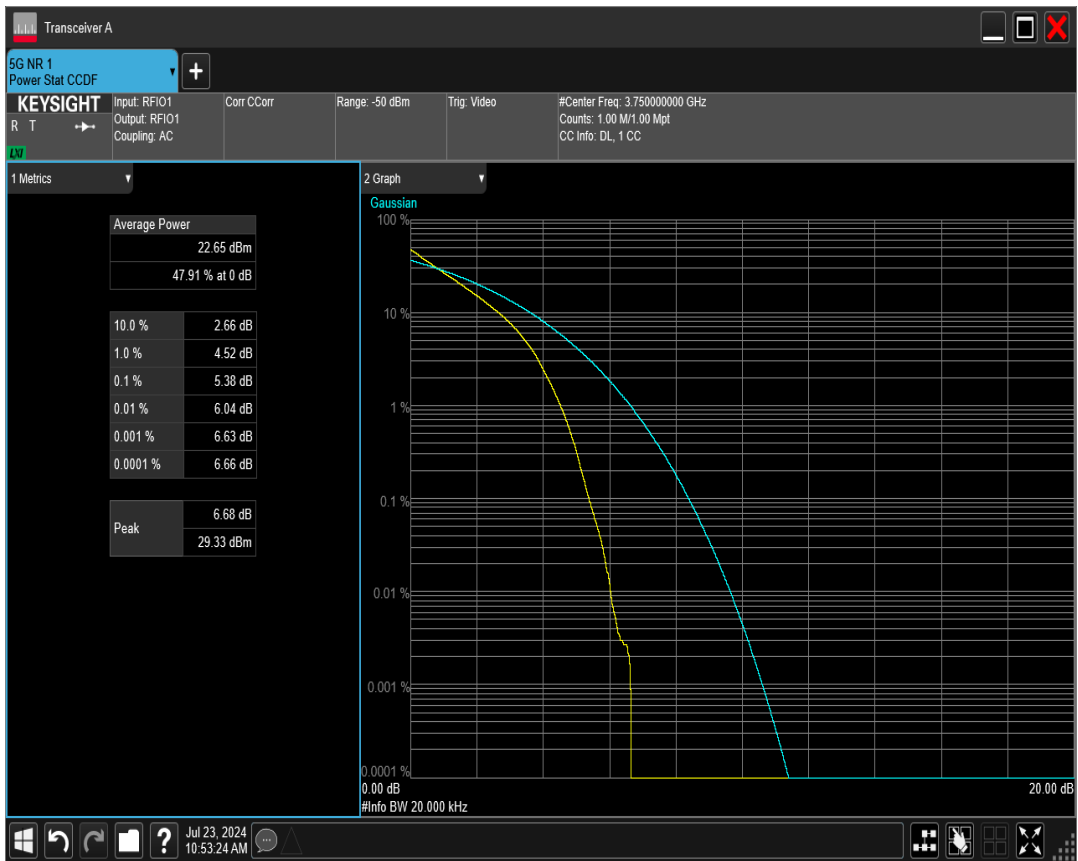 Transceiver A
5G NR 1
Power Stat CCDF
+
KEYSIGHT
R T
LXI
Input: RFIO1
Output: RFIO1
Coupling: AC
Corr CCorr
Range: -50 dBm
Trig: Video
#Center Freq: 3.750000000 GHz
Counts: 1.00 M/1.00 Mpt
CC Info: DL, 1 CC
1 Metrics
Average Power
22.65 dBm
47.91 % at 0 dB
10.0 % 2.66 dB
1.0 % 4.52 dB
0.1 % 5.38 dB
0.01 % 6.04 dB
0.001 % 6.63 dB
0.0001 % 6.66 dB
Peak
6.68 dB
29.33 dBm
2 Graph
Gaussian
100 %
10 %
1 %
0.1 %
0.01 %
0.001 %
0.0001 %
0.00 dB
20.00 dB
#Info BW 20.000 kHz
?
Jul 23, 2024
10:53:24 AM